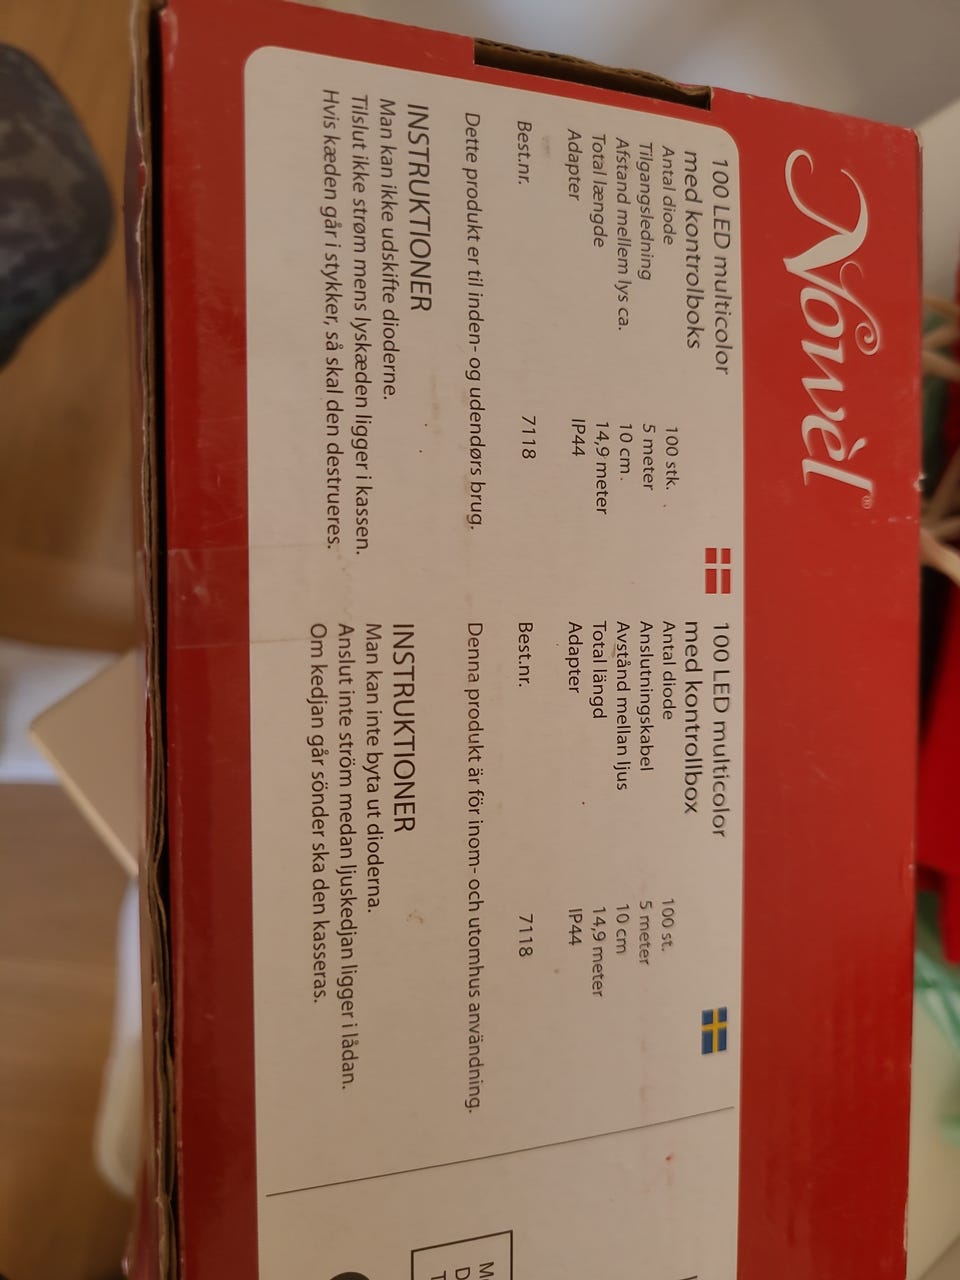 Nowèl®
100 LED multicolor
med kontrolboks
Antal diode 100 stk.
Tilgangsledning 5 meter
Afstand mellem lys ca. 10 cm.
Total længde 14,9 meter
Adapter IP44
Best.nr. 7118
Dette produkt er til inden- og udendørs brug.
INSTRUKTIONER
Man kan ikke udskifte dioderne.
Tilslut ikke strøm mens lyskæden ligger i kassen.
Hvis kæden går i stykker, så skal den destrueres.
100 LED multicolor
med kontrollbox
Antal diode 100 st.
Anslutningskabel 5 meter
Avstånd mellan ljus 10 cm
Total längd 14,9 meter
Adapter IP44
Best.nr. 7118
Denna produkt är för inom- och utomhus användning.
INSTRUKTIONER
Man kan inte byta ut dioderna.
Anslut inte ström medan ljuskedjan ligger i lådan.
Om kedjan går sönder ska den kasseras.